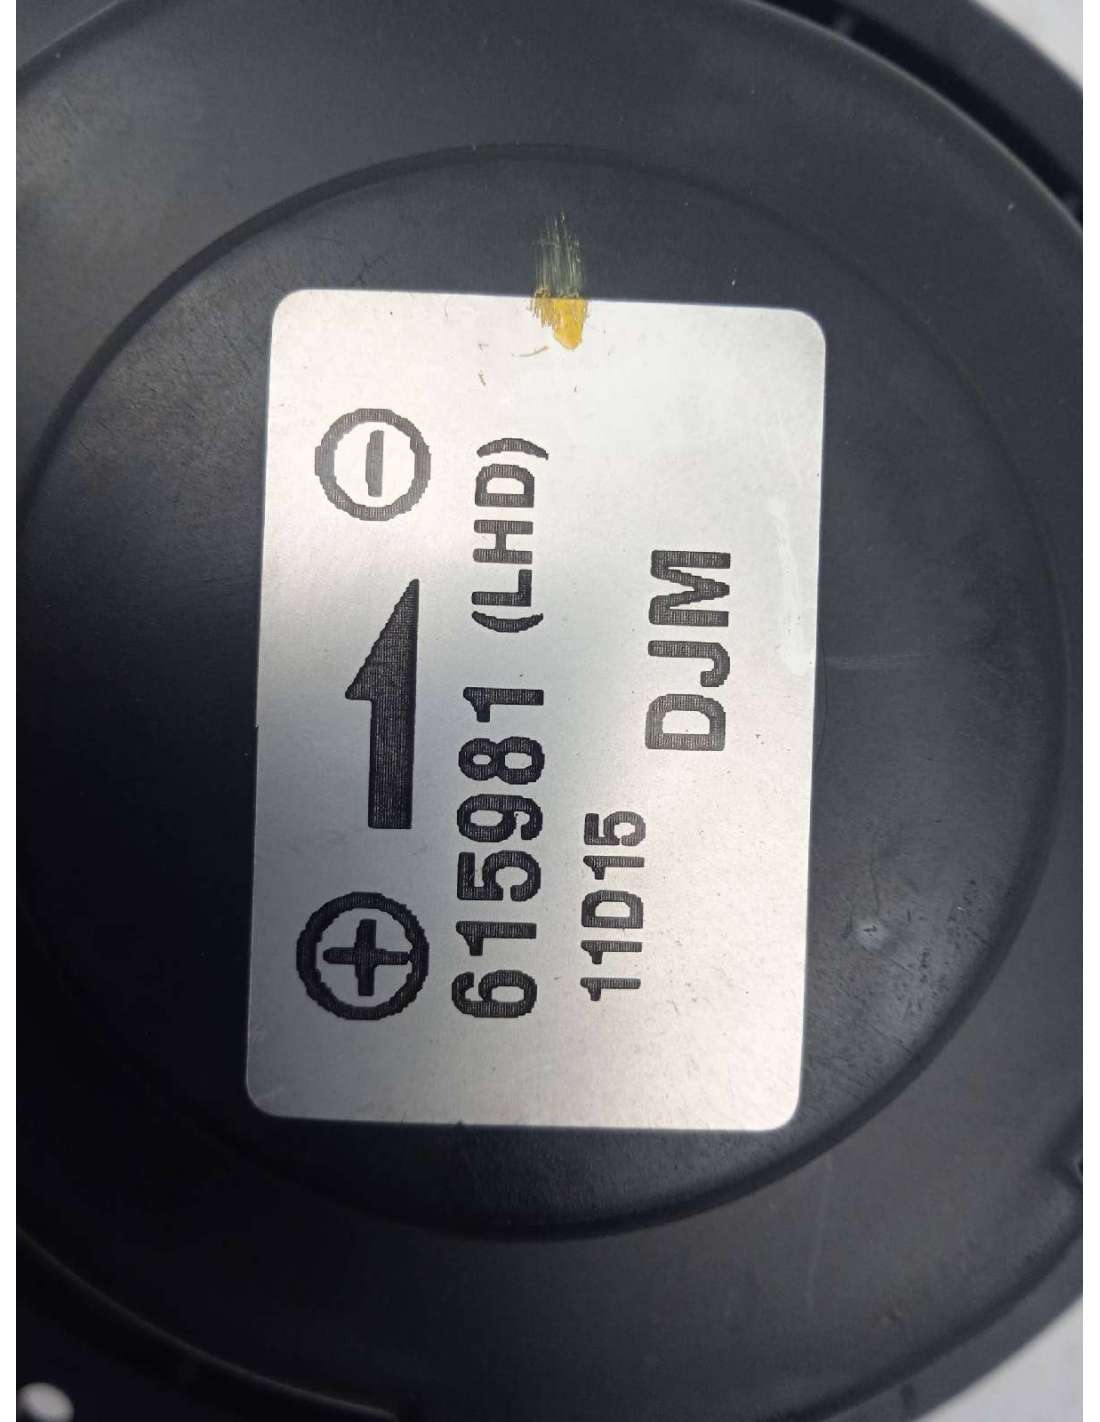 ⊕ → ⊖
615981 (LHD)
11D15
DJM